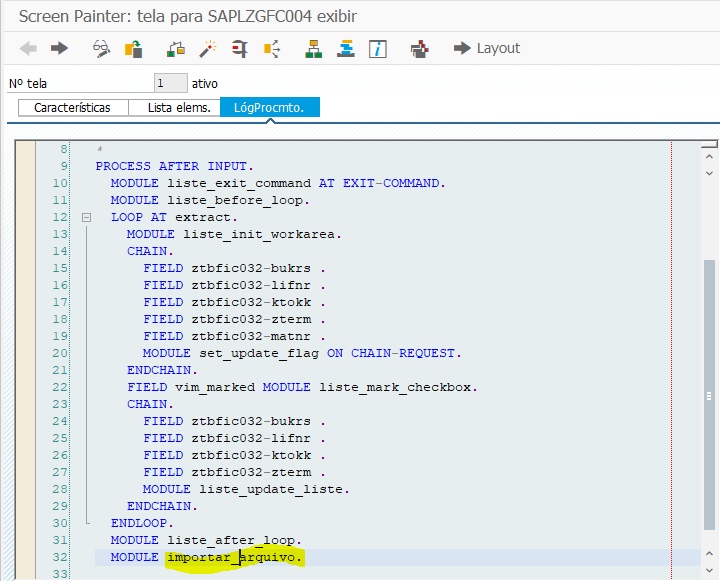 Screen Painter: tela para SAPLZGFC004 exibir
Layout
Nº tela 1 ativo
Características Lista elems. LógProcmto.
8 *
9 PROCESS AFTER INPUT.
10 MODULE liste_exit_command AT EXIT-COMMAND.
11 MODULE liste_before_loop.
12 LOOP AT extract.
13 MODULE liste_init_workarea.
14 CHAIN.
15 FIELD ztbfic032-bukrs .
16 FIELD ztbfic032-lifnr .
17 FIELD ztbfic032-ktokk .
18 FIELD ztbfic032-zterm .
19 FIELD ztbfic032-matnr .
20 MODULE set_update_flag ON CHAIN-REQUEST.
21 ENDCHAIN.
22 FIELD vim_marked MODULE liste_mark_checkbox.
23 CHAIN.
24 FIELD ztbfic032-bukrs .
25 FIELD ztbfic032-lifnr .
26 FIELD ztbfic032-ktokk .
27 FIELD ztbfic032-zterm .
28 MODULE liste_update_liste.
29 ENDCHAIN.
30 ENDLOOP.
31 MODULE liste_after_loop.
32 MODULE importar_arquivo.
33